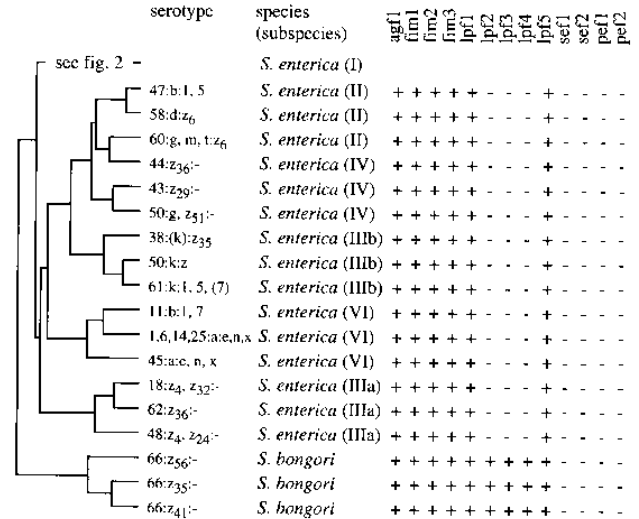 serotype species agf1 fim1 fim2 fim3 lpf1 lpf2 lpf3 lpf4 lpf5 sef1 sef2 pef1 pef2
(subspecies)
see fig. 2 - S. enterica (I)
47:b:1, 5 S. enterica (II) + + + + + - - - + - - - -
58:d:z6 S. enterica (II) + + + + + - - - + - - - -
60:g, m, t:z6 S. enterica (II) + + + + + - - - + - - - -
44:z36:- S. enterica (IV) + + + + + - - - + - - - -
43:z29:- S. enterica (IV) + + + + + - - - + - - - -
50:g, z51:- S. enterica (IV) + + + + + - - - + - - - -
38:(k):z35 S. enterica (IIIb) + + + + + - - - + - - - -
50:k:z S. enterica (IIIb) + + + + + - - - + - - - -
61:k:1, 5, (7) S. enterica (IIIb) + + + + + - - - + - - - -
11:b:1, 7 S. enterica (VI) + + + + + - - - + - - - -
1,6,14,25:a:e,n,x S. enterica (VI) + + + + + - - - + - - - -
45:a:e, n, x S. enterica (VI) + + + + + - - - + - - - -
18:z4, z32:- S. enterica (IIIa) + + + + + - - - + - - - -
62:z36:- S. enterica (IIIa) + + + + + - - - + - - - -
48:z4, z24:- S. enterica (IIIa) + + + + + - - - + - - - -
66:z56:- S. bongori + + + + + + + + + - - - -
66:z35:- S. bongori + + + + + + + + + - - - -
66:z41:- S. bongori + + + + + + + + + - - - -